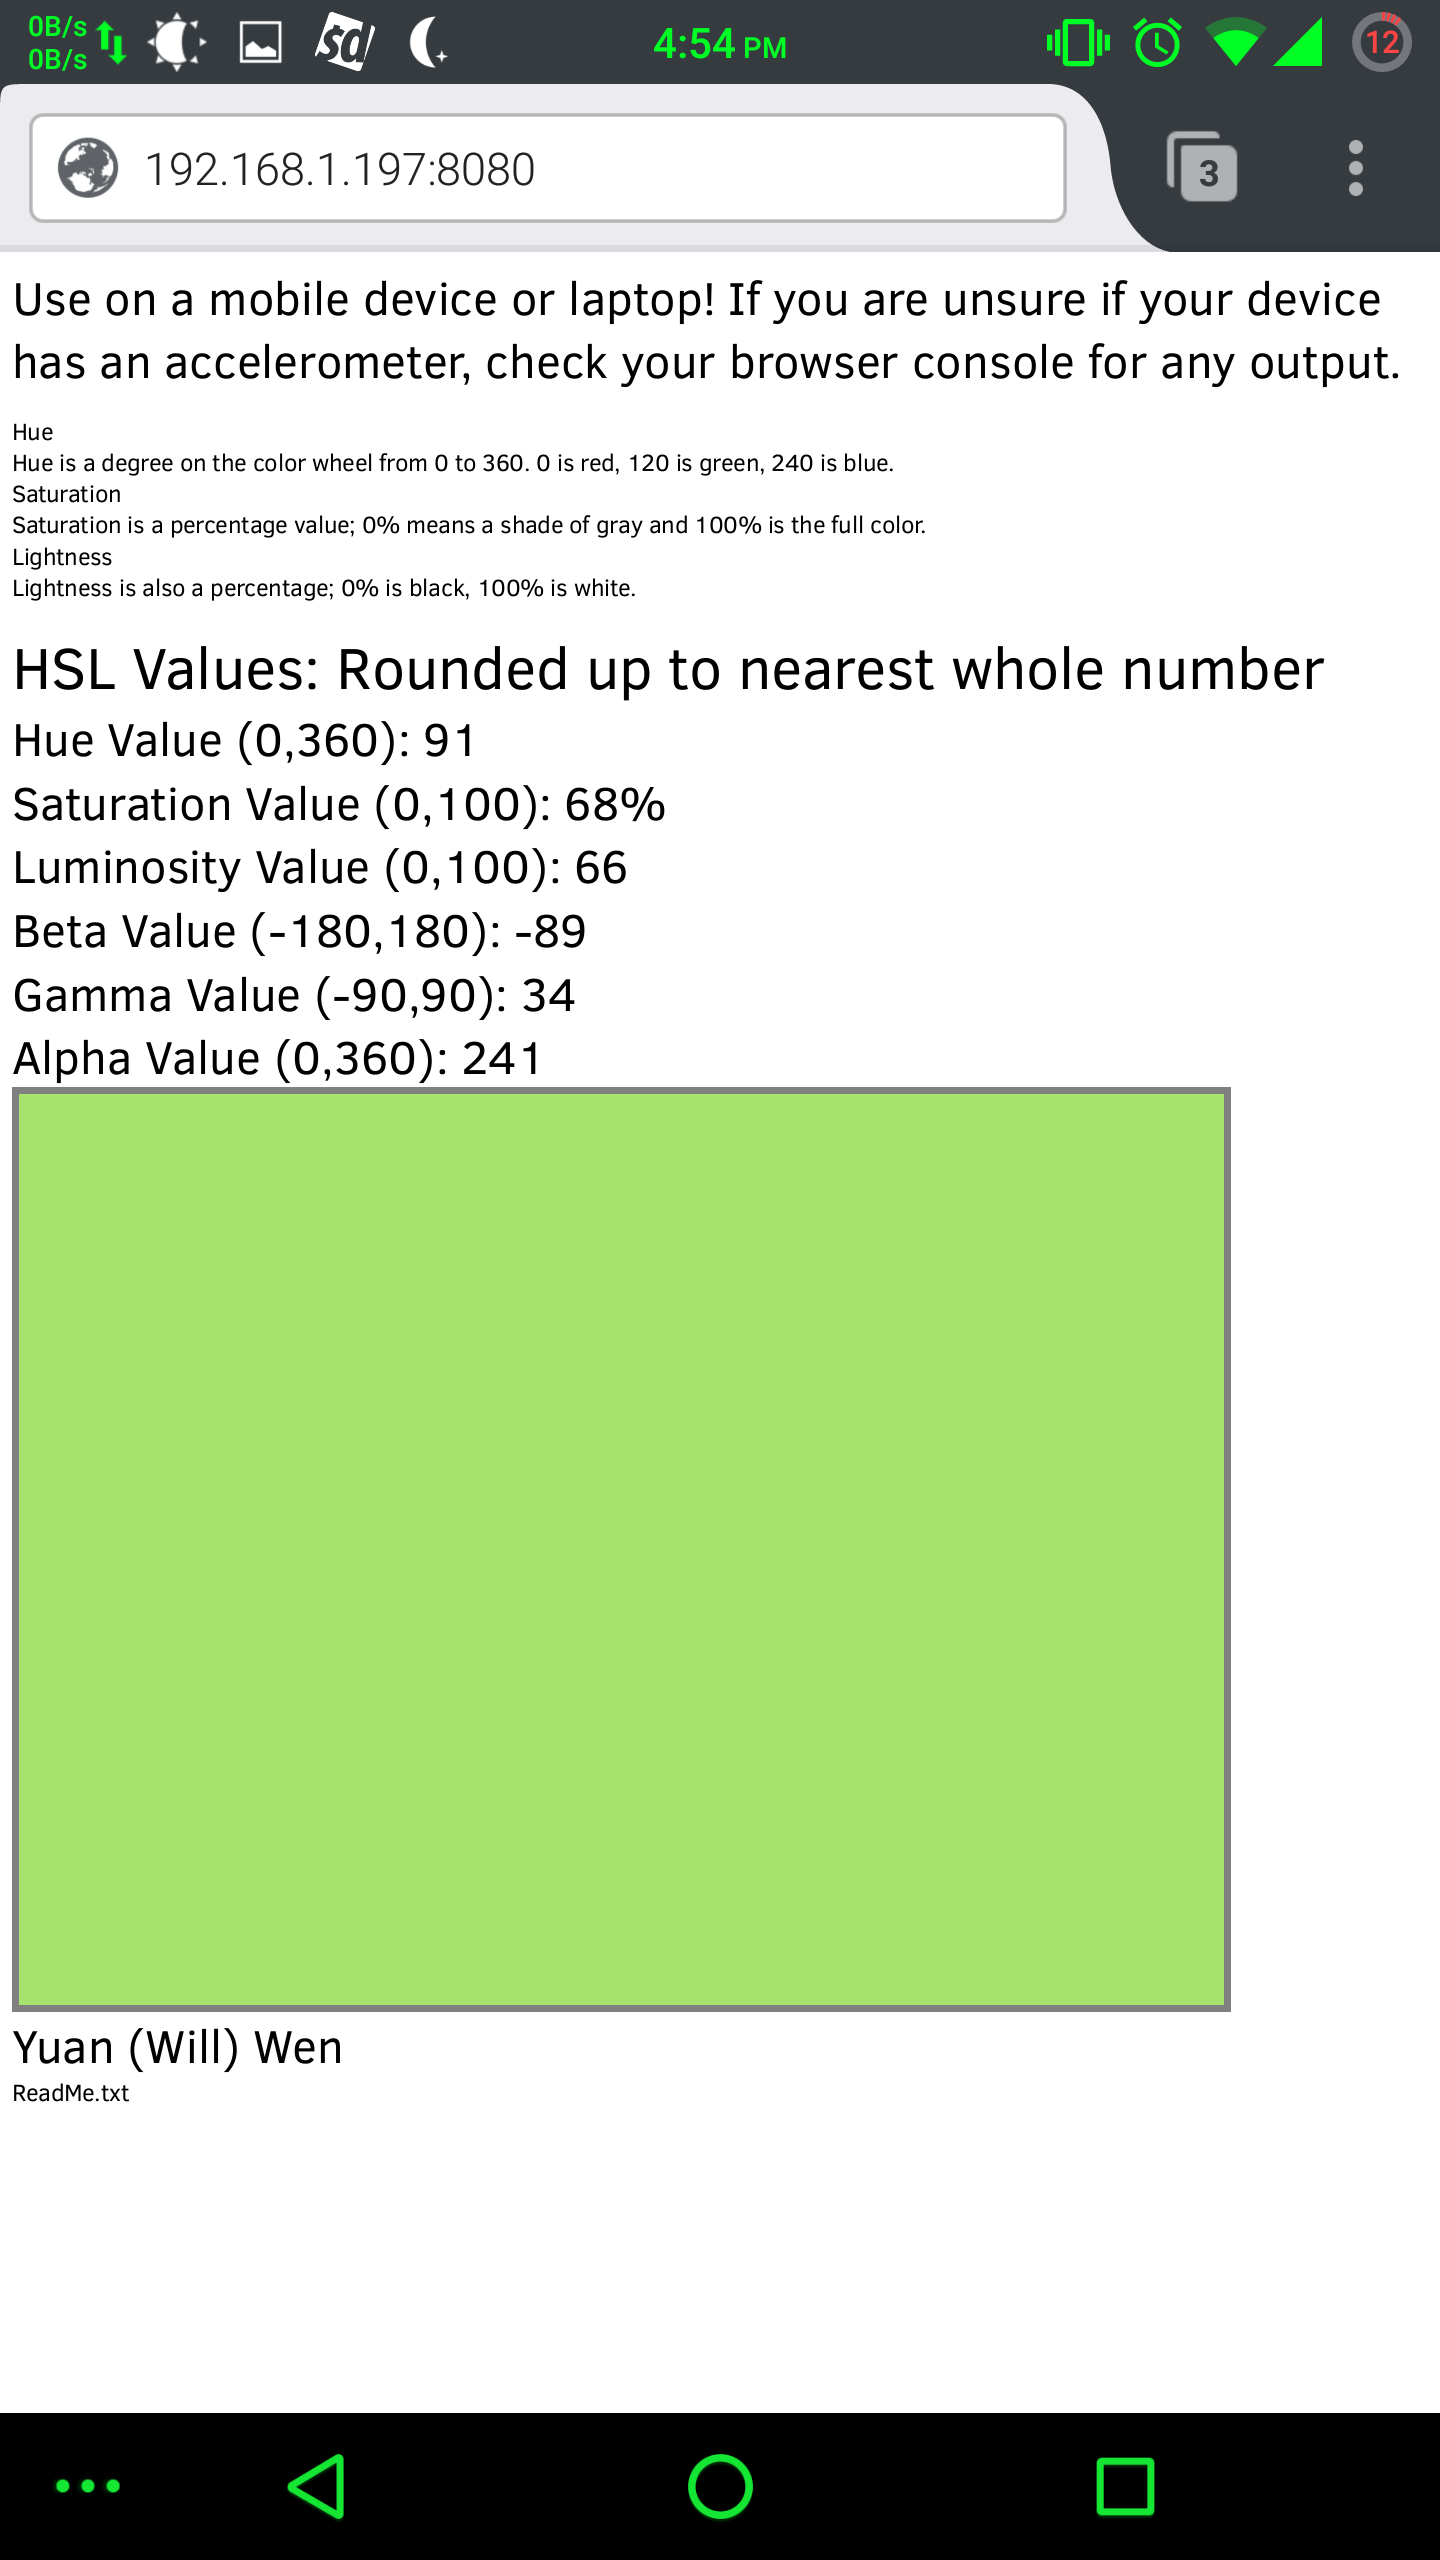 0B/s
0B/s
4:54 PM
12
192.168.1.197:8080
3
Use on a mobile device or laptop! If you are unsure if your device
has an accelerometer, check your browser console for any output.
Hue
Hue is a degree on the color wheel from 0 to 360. 0 is red, 120 is green, 240 is blue.
Saturation
Saturation is a percentage value; 0% means a shade of gray and 100% is the full color.
Lightness
Lightness is also a percentage; 0% is black, 100% is white.
HSL Values: Rounded up to nearest whole number
Hue Value (0,360): 91
Saturation Value (0,100): 68%
Luminosity Value (0,100): 66
Beta Value (-180,180): -89
Gamma Value (-90,90): 34
Alpha Value (0,360): 241
Yuan (Will) Wen
ReadMe.txt